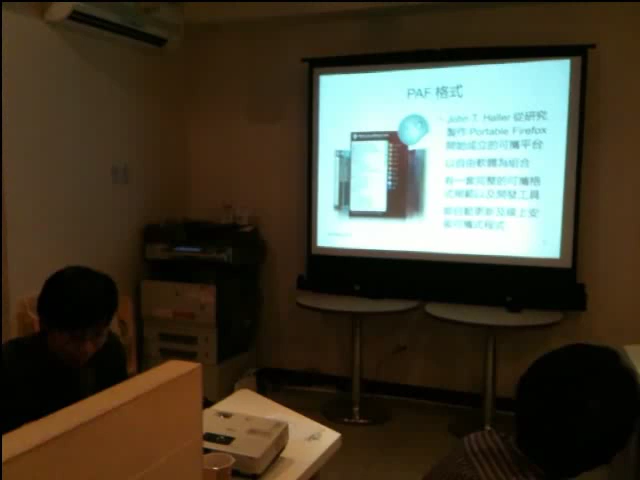 PAF 格式
John T. Haller 從研究
製作 Portable Firefox
開始成立的可攜平台
以自由軟體為組合
有一套完整的可攜格
式規範以及開發工具
能自動更新及線上安
裝可攜式程式